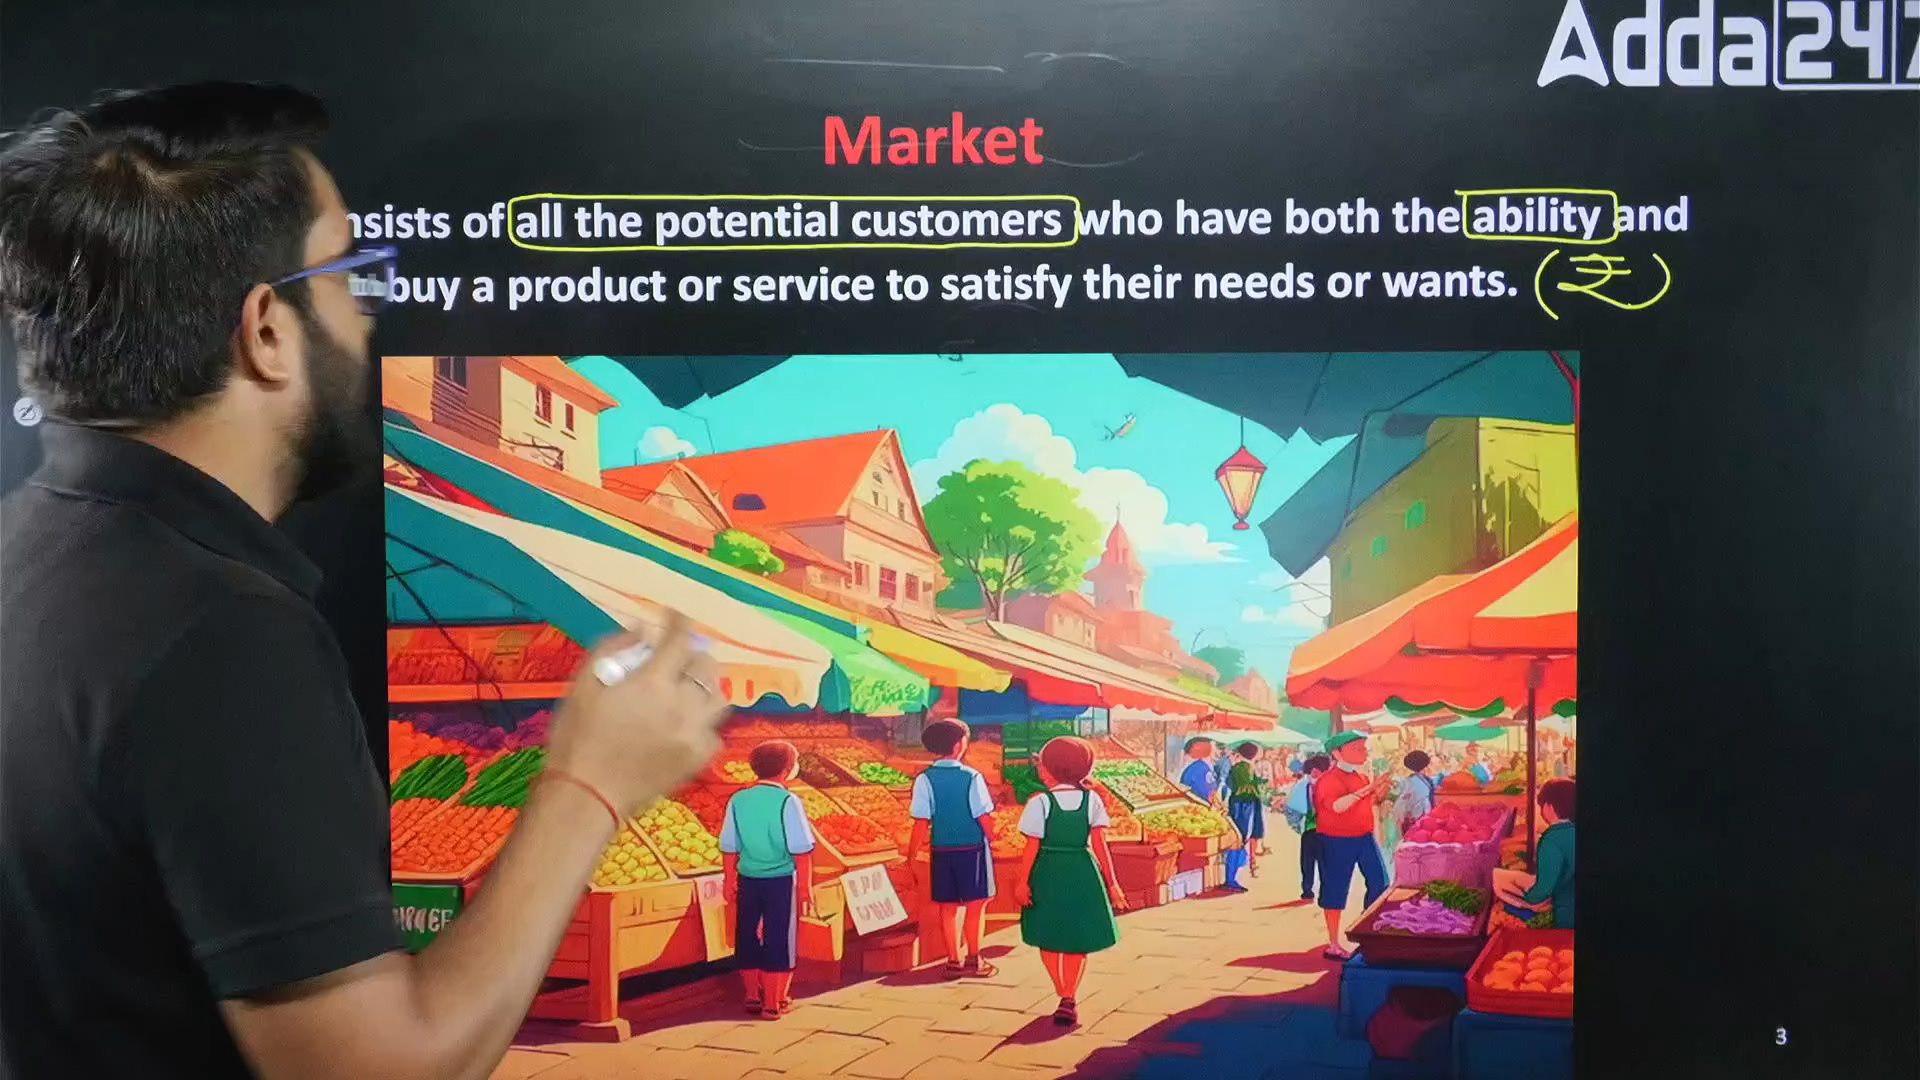 Adda247
Market
nsists of all the potential customers who have both the ability and
buy a product or service to satisfy their needs or wants. (₹)
3